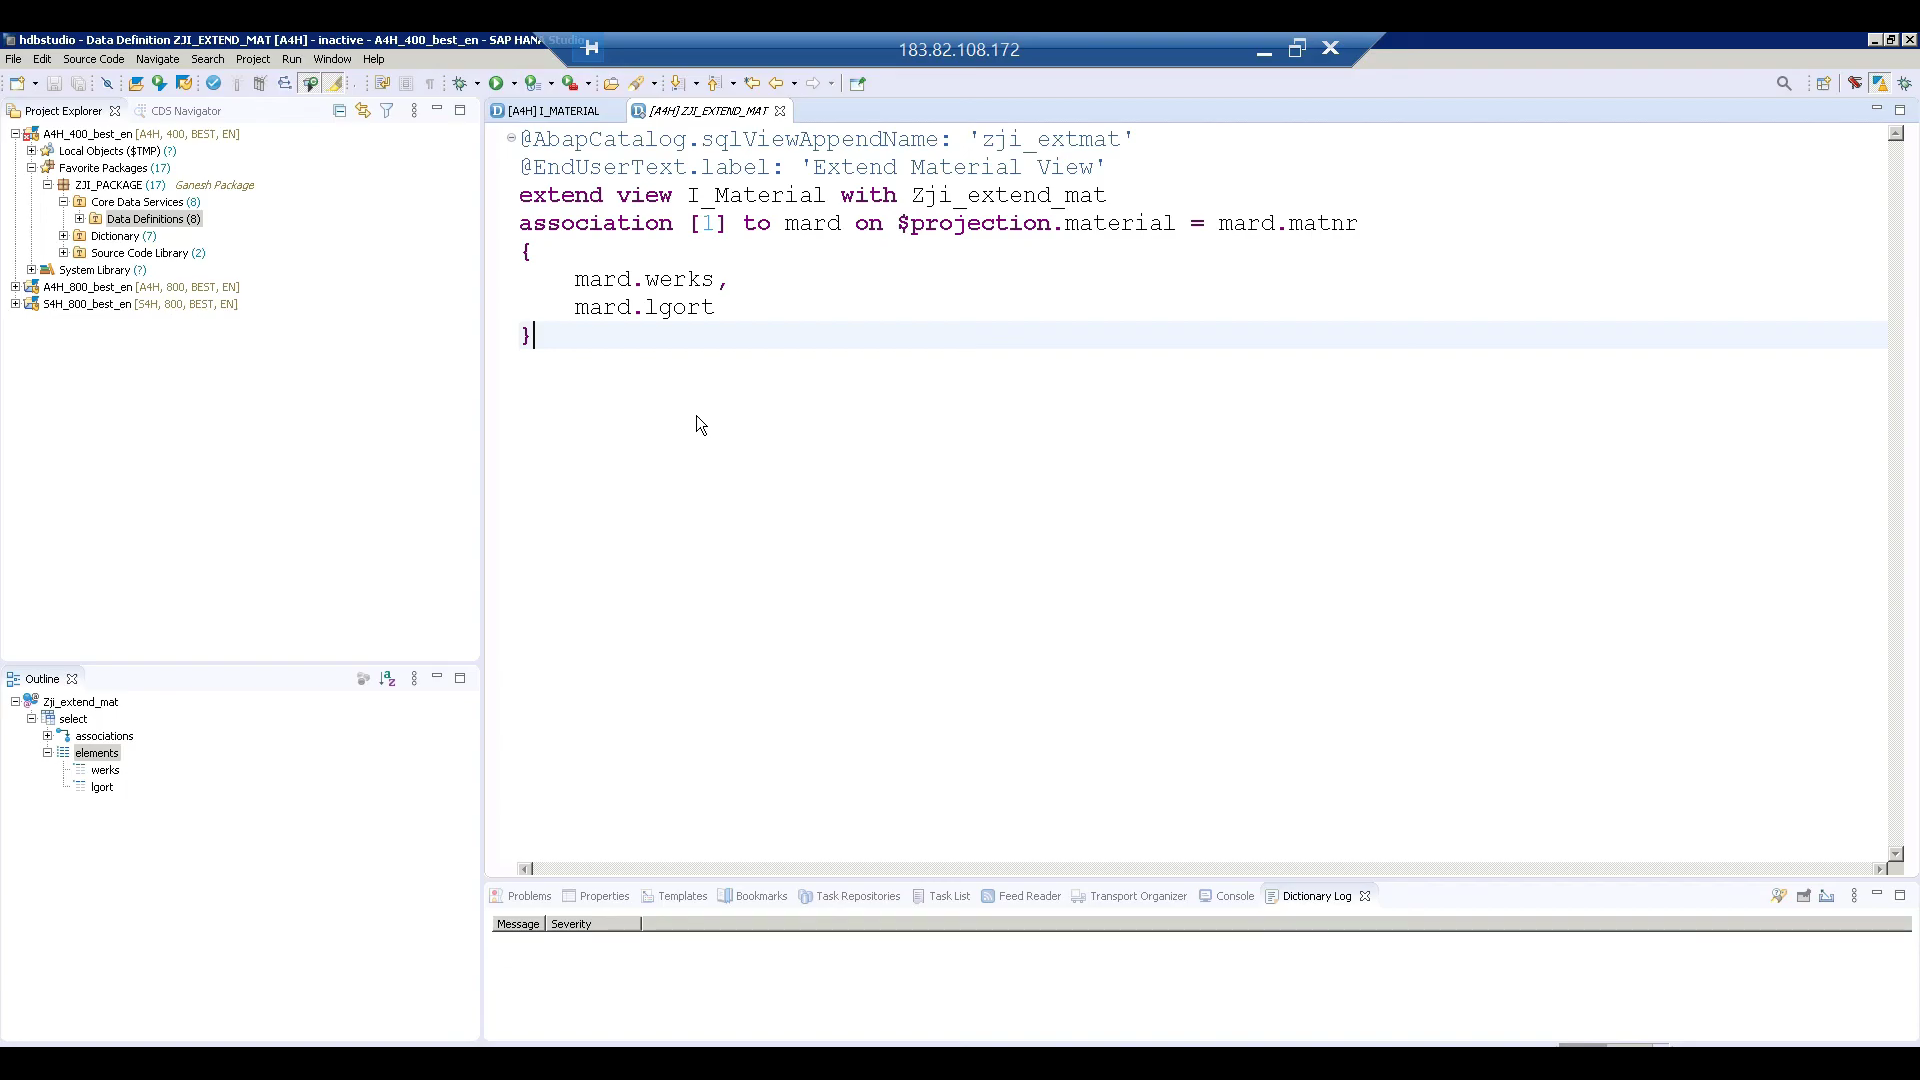 hdbstudio - Data Definition ZJI_EXTEND_MAT [A4H] - inactive - A4H_400_best_en - SAP HANA Studio
183.82.108.172
File Edit Source Code Navigate Search Project Run Window Help
Project Explorer CDS Navigator
[A4H] I_MATERIAL [A4H] ZJI_EXTEND_MAT
A4H_400_best_en [A4H, 400, BEST, EN]
Local Objects ($TMP) (?)
Favorite Packages (17)
ZJI_PACKAGE (17) Ganesh Package
Core Data Services (8)
Data Definitions (8)
Dictionary (7)
Source Code Library (2)
System Library (?)
A4H_800_best_en [A4H, 800, BEST, EN]
S4H_800_best_en [S4H, 800, BEST, EN]
@AbapCatalog.sqlViewAppendName: 'zji_extmat'
@EndUserText.label: 'Extend Material View'
extend view I_Material with Zji_extend_mat
association [1] to mard on $projection.material = mard.matnr
{
mard.werks,
mard.lgort
}
Outline
Zji_extend_mat
select
associations
elements
werks
lgort
Problems Properties Templates Bookmarks Task Repositories Task List Feed Reader Transport Organizer Console Dictionary Log
Message Severity